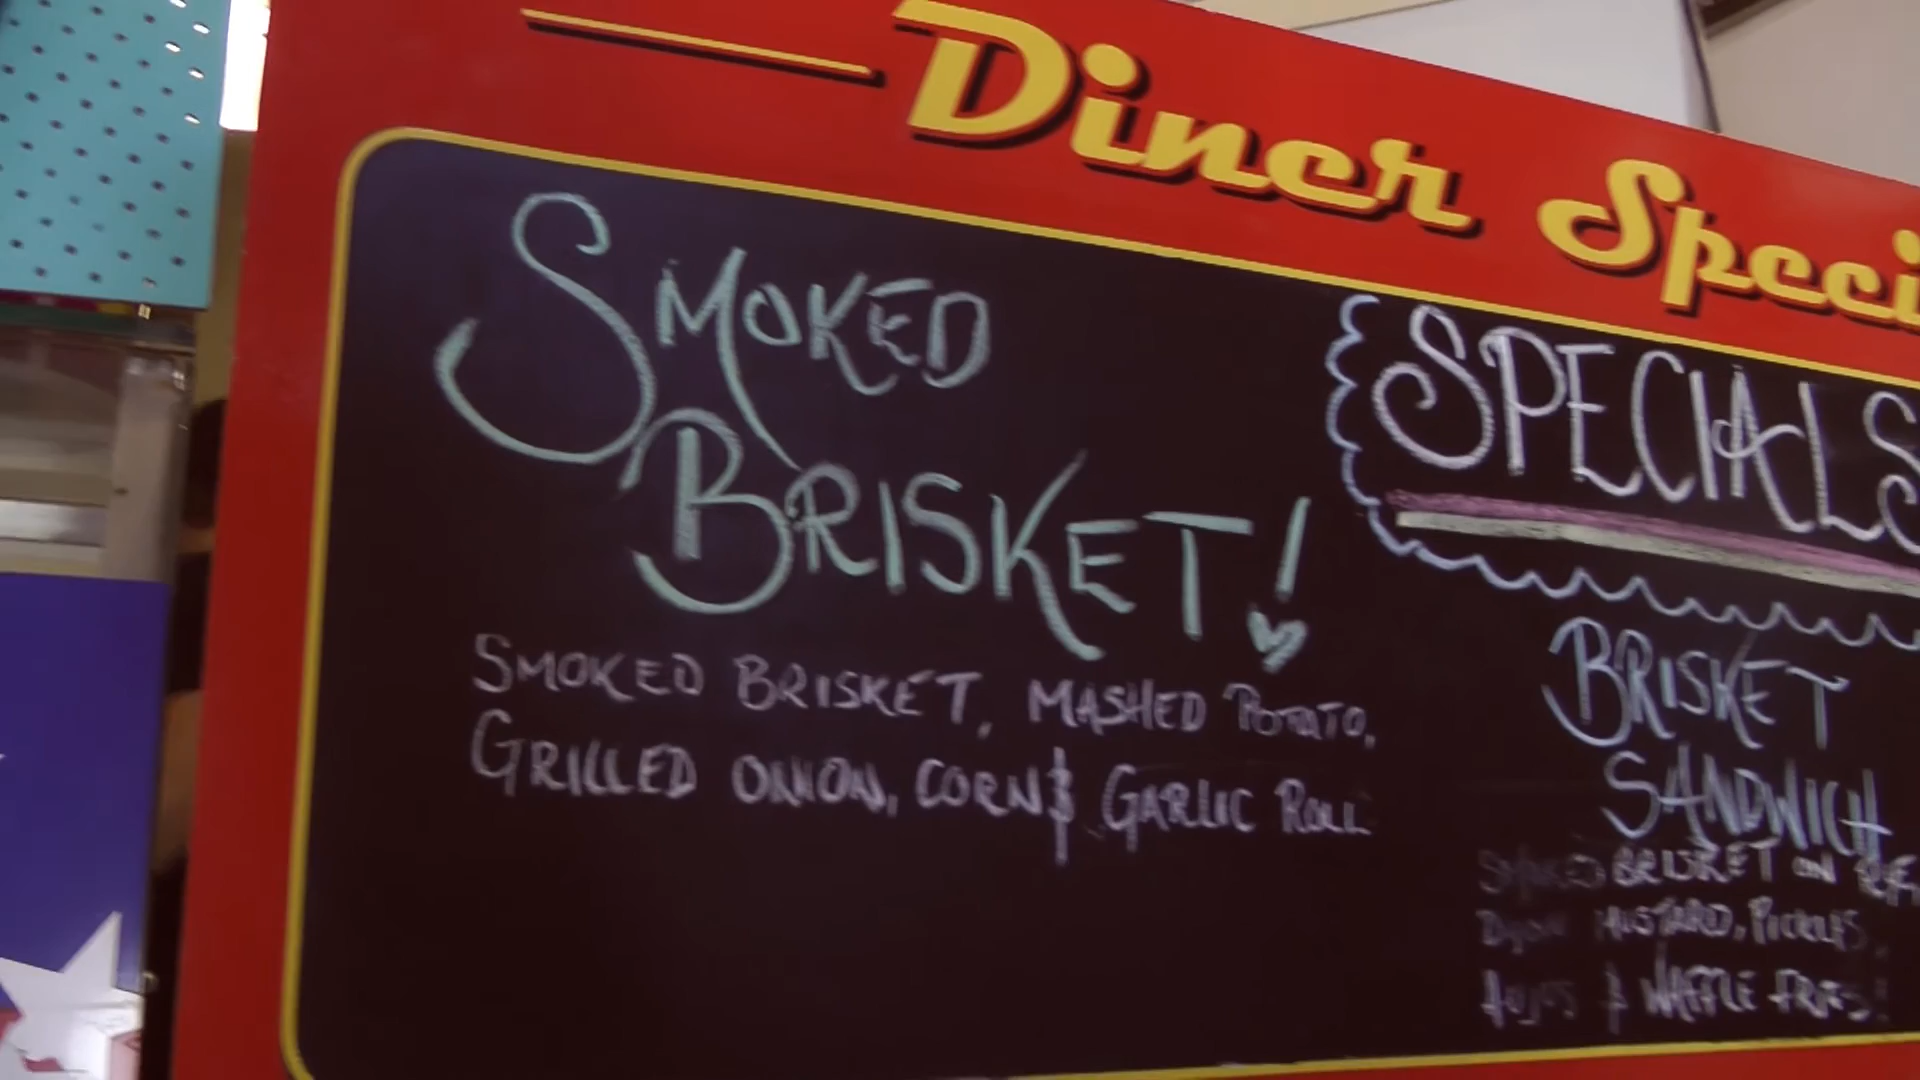 Diner Speci
SMOKED
BRISKET!
SMOKED BRISKET, MASHED POTATO,
GRILLED ONION, CORN & GARLIC ROLL
SPECIALS
BRISKET
SANDWICH
SMOKED BRISKET ON
MUSTARD, PICKLES,
& WAFFLE FRIES!